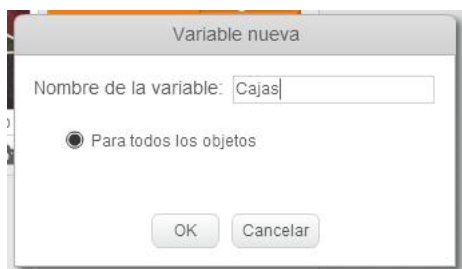 Variable nueva
Nombre de la variable: Cajas
Para todos los objetos
OK Cancelar